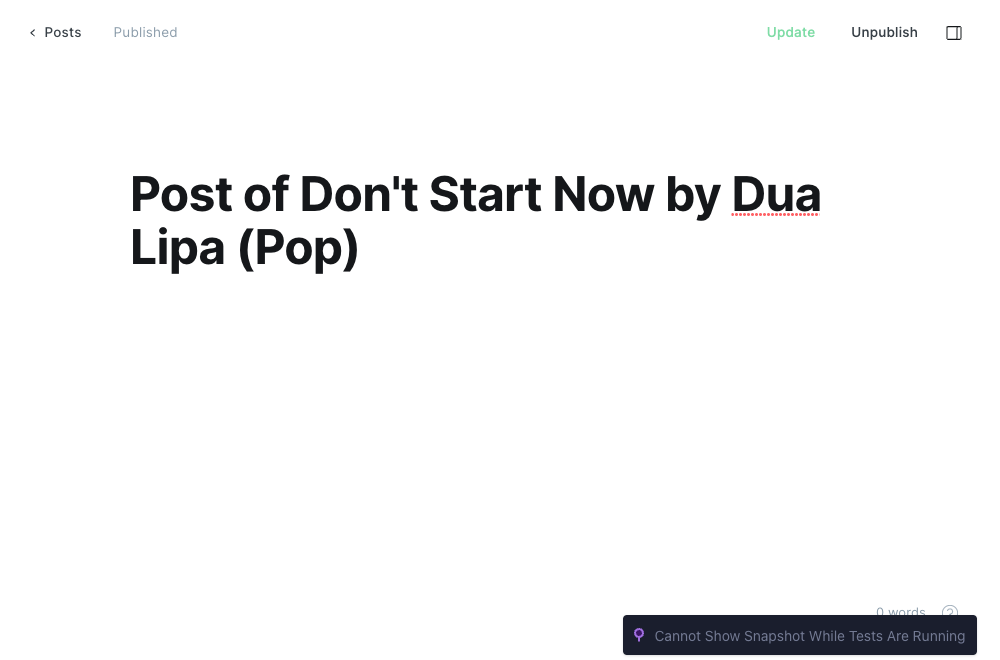 Posts Published Update Unpublish
Post of Don't Start Now by Dua
Lipa (Pop)
0 words
Cannot Show Snapshot While Tests Are Running